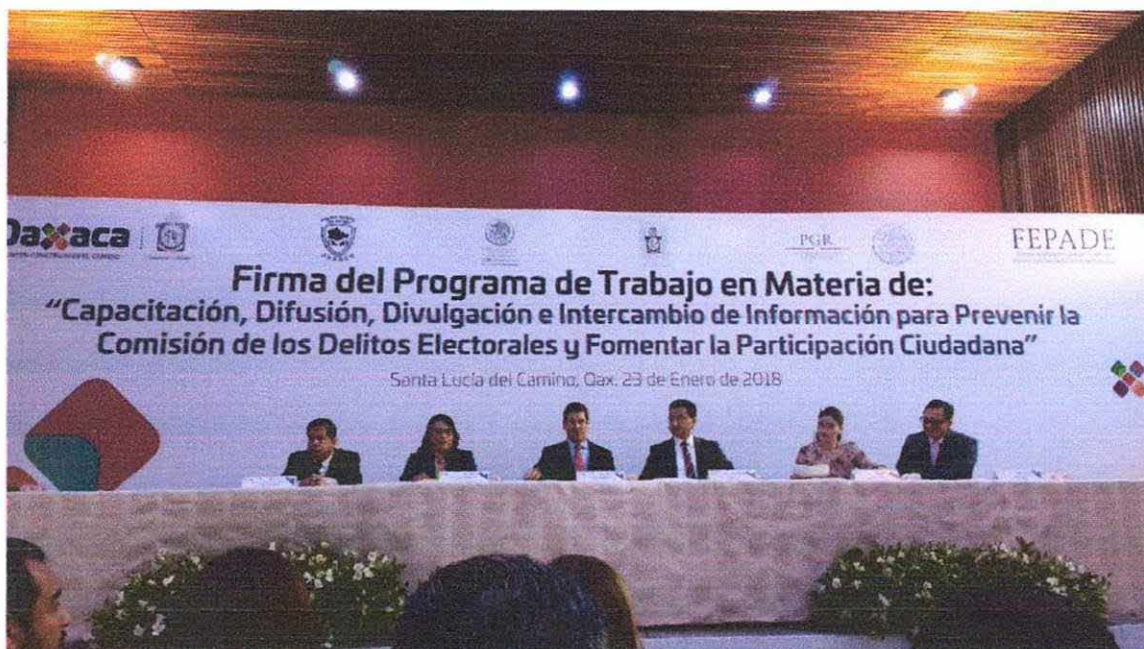 Oaxaca
PGR
FEPADE
Firma del Programa de Trabajo en Materia de:
“Capacitación, Difusión, Divulgación e Intercambio de Información para Prevenir la
Comisión de los Delitos Electorales y Fomentar la Participación Ciudadana”
Santa Lucía del Camino, Oax. 23 de Enero de 2018